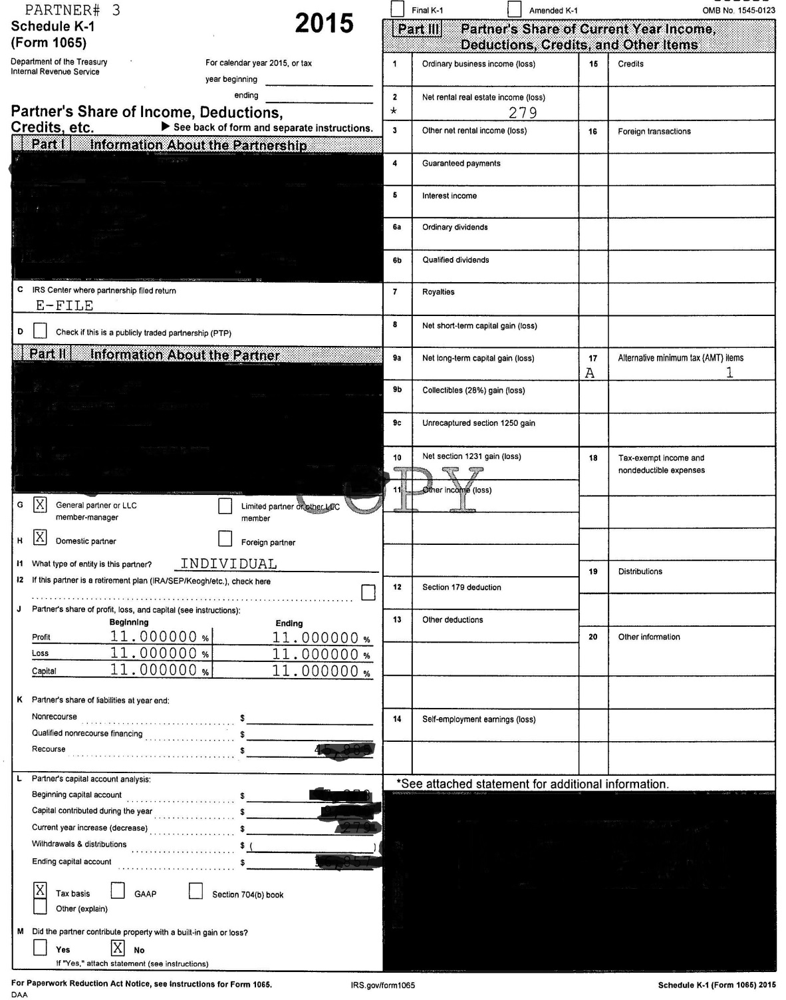 PARTNER# 3
Schedule K-1
(Form 1065)
2015
Department of the Treasury
Internal Revenue Service
For calendar year 2015, or tax
year beginning
ending
Partner's Share of Income, Deductions,
Credits, etc.
▶ See back of form and separate instructions.
Part I Information About the Partnership
C IRS Center where partnership filed return
E-FILE
D Check if this is a publicly traded partnership (PTP)
Part II Information About the Partner
G X General partner or LLC
member-manager
Limited partner or other LLC
member
H X Domestic partner
Foreign partner
I1 What type of entity is this partner? INDIVIDUAL
I2 If this partner is a retirement plan (IRA/SEP/Keogh/etc.), check here
J Partner's share of profit, loss, and capital (see instructions):
Beginning Ending
Profit 11.000000 % 11.000000 %
Loss 11.000000 % 11.000000 %
Capital 11.000000 % 11.000000 %
K Partner's share of liabilities at year end:
Nonrecourse $
Qualified nonrecourse financing $
Recourse $
L Partner's capital account analysis:
Beginning capital account $
Capital contributed during the year $
Current year increase (decrease) $ 279
Withdrawals & distributions $ ( )
Ending capital account $
X Tax basis GAAP Section 704(b) book
Other (explain)
M Did the partner contribute property with a built-in gain or loss?
Yes X No
If "Yes," attach statement (see instructions)
Final K-1 Amended K-1 OMB No. 1545-0123
Part III Partner's Share of Current Year Income,
Deductions, Credits, and Other Items
1 Ordinary business income (loss)
2 Net rental real estate income (loss)
* 279
3 Other net rental income (loss)
4 Guaranteed payments
5 Interest income
6a Ordinary dividends
6b Qualified dividends
7 Royalties
8 Net short-term capital gain (loss)
9a Net long-term capital gain (loss)
9b Collectibles (28%) gain (loss)
9c Unrecaptured section 1250 gain
10 Net section 1231 gain (loss)
11 Other income (loss)
COPY
12 Section 179 deduction
13 Other deductions
14 Self-employment earnings (loss)
15 Credits
16 Foreign transactions
17 Alternative minimum tax (AMT) items
A 1
18 Tax-exempt income and
nondeductible expenses
19 Distributions
20 Other information
*See attached statement for additional information.
For Paperwork Reduction Act Notice, see Instructions for Form 1065.
DAA
IRS.gov/form1065
Schedule K-1 (Form 1065) 2015